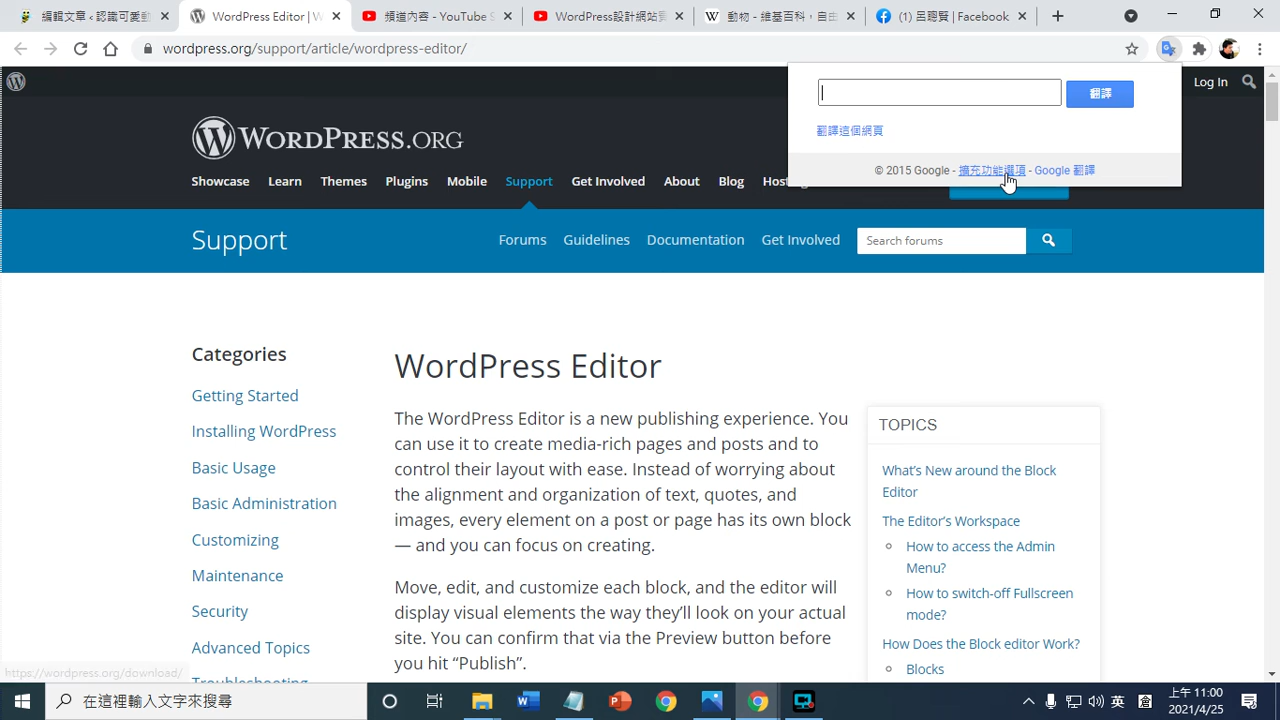 編輯文章 < 認識可愛動
WordPress Editor | W
頻道內容 - YouTube S
WordPress設計網站賞
動物 - 維基百科，自由
(1) 呂聰賢 | Facebook
wordpress.org/support/article/wordpress-editor/
翻譯
翻譯這個網頁
© 2015 Google - 擴充功能選項 - Google 翻譯
Log In
WORDPRESS.ORG
Showcase
Learn
Themes
Plugins
Mobile
Support
Get Involved
About
Blog
Hosting
Support
Forums
Guidelines
Documentation
Get Involved
Search forums
Categories
Getting Started
Installing WordPress
Basic Usage
Basic Administration
Customizing
Maintenance
Security
Advanced Topics
Troubleshooting
WordPress Editor
The WordPress Editor is a new publishing experience. You
can use it to create media-rich pages and posts and to
control their layout with ease. Instead of worrying about
the alignment and organization of text, quotes, and
images, every element on a post or page has its own block
— and you can focus on creating.
Move, edit, and customize each block, and the editor will
display visual elements the way they’ll look on your actual
site. You can confirm that via the Preview button before
you hit “Publish”.
TOPICS
What’s New around the Block
Editor
The Editor’s Workspace
How to access the Admin
Menu?
How to switch-off Fullscreen
mode?
How Does the Block editor Work?
Blocks
https://wordpress.org/download/
在這裡輸入文字來搜尋
英
上午 11:00
2021/4/25